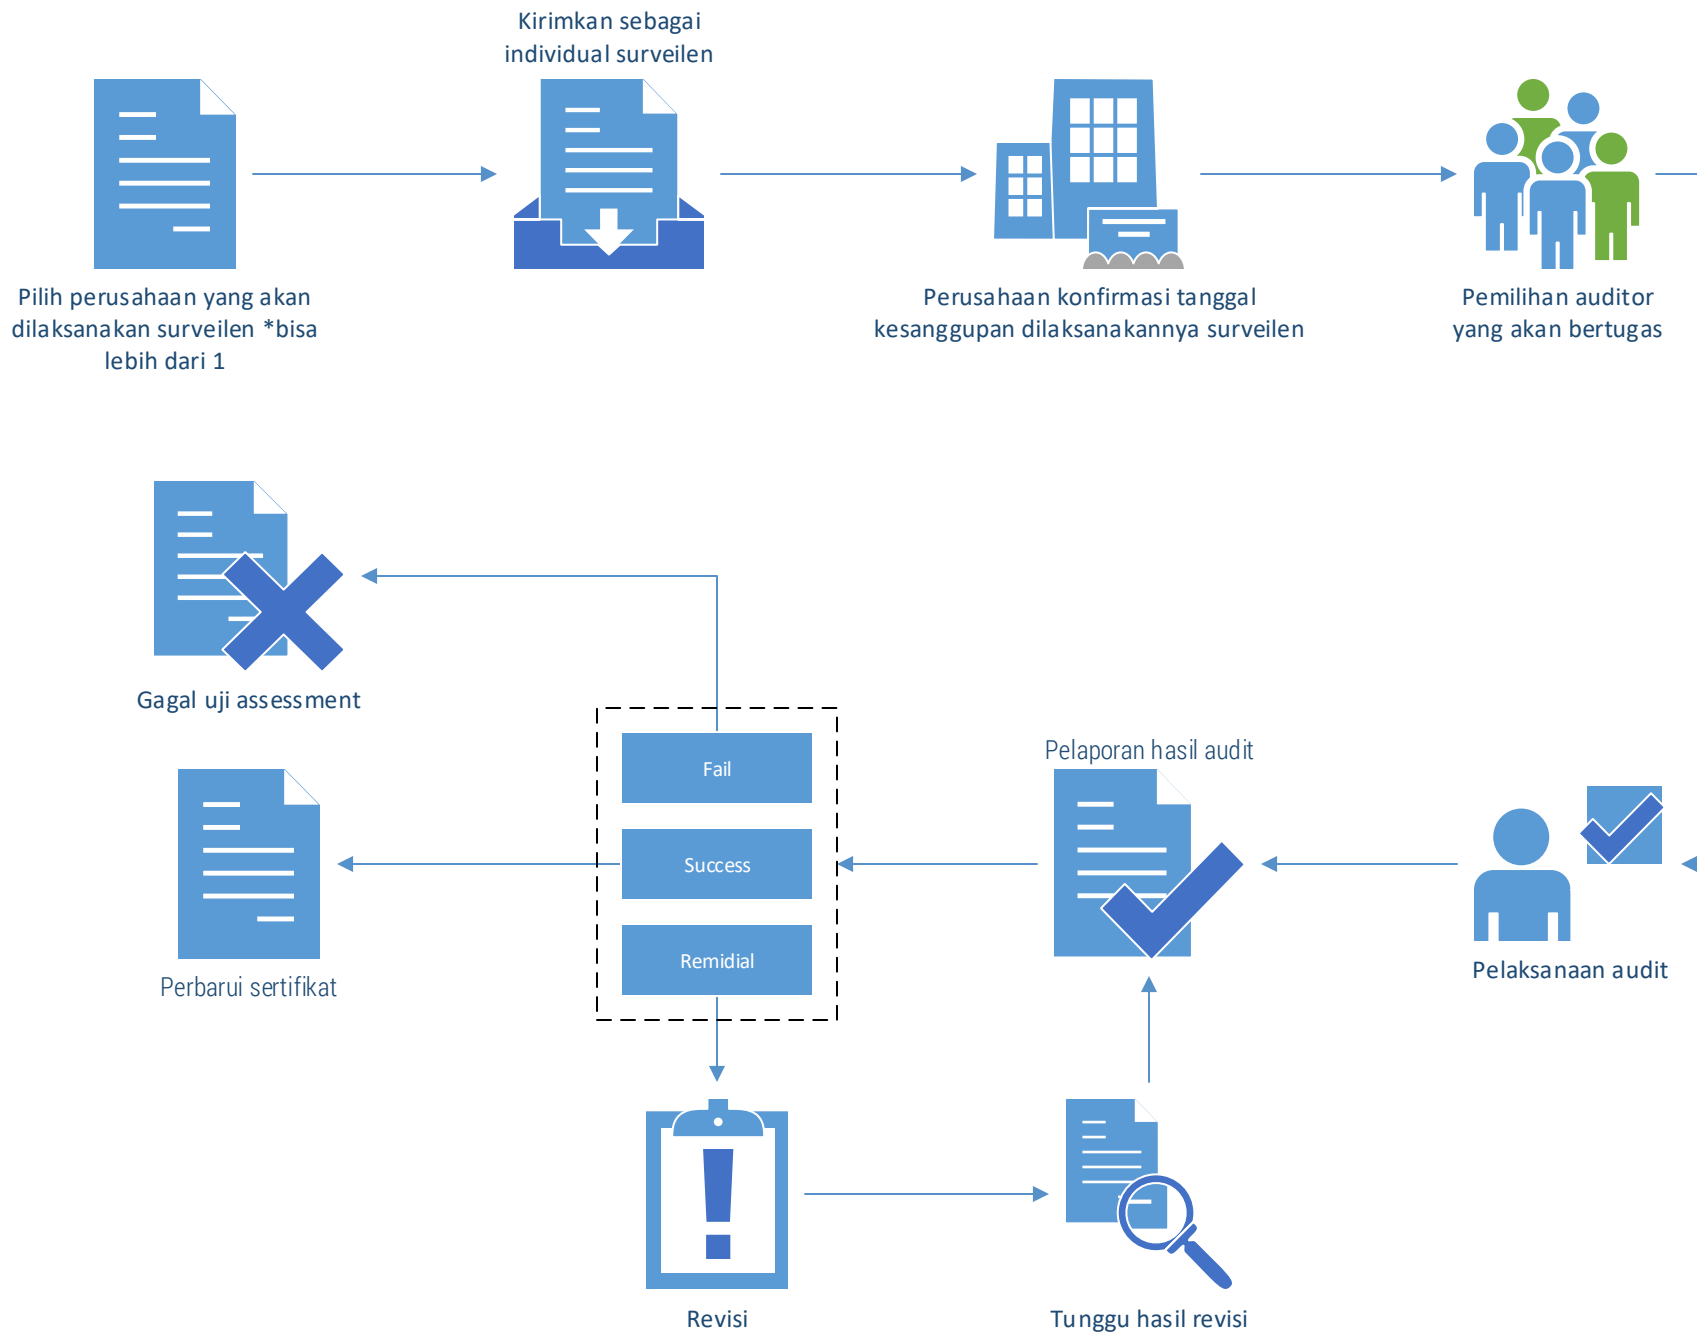 Kirimkan sebagai
individual surveilen
Pilih perusahaan yang akan
dilaksanakan surveilen *bisa
lebih dari 1
Perusahaan konfirmasi tanggal
kesanggupan dilaksanakannya surveilen
Pemilihan auditor
yang akan bertugas
Gagal uji assessment
Fail
Success
Remidial
Perbarui sertifikat
Pelaporan hasil audit
Pelaksanaan audit
Revisi
Tunggu hasil revisi